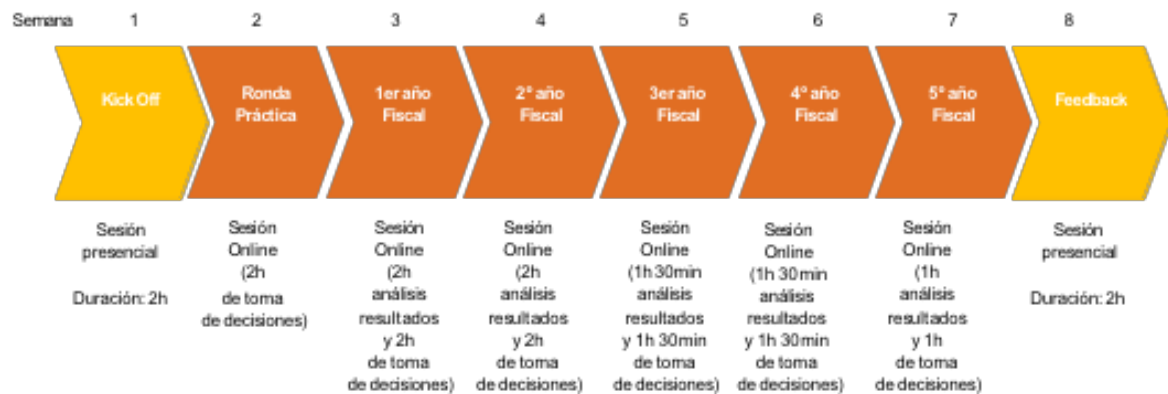 Semana 1 2 3 4 5 6 7 8
Kick Off
Ronda
Práctica
1er año
Fiscal
2º año
Fiscal
3er año
Fiscal
4º año
Fiscal
5º año
Fiscal
Feedback
Sesión
presencial
Duración: 2h
Sesión
Online
(2h
de toma
de decisiones)
Sesión
Online
(2h
análisis
resultados
y 2h
de toma
de decisiones)
Sesión
Online
(2h
análisis
resultados
y 2h
de toma
de decisiones)
Sesión
Online
(1h 30min
análisis
resultados
y 1h 30min
de toma
de decisiones)
Sesión
Online
(1h 30min
análisis
resultados
y 1h 30min
de toma
de decisiones)
Sesión
Online
(1h
análisis
resultados
y 1h
de toma
de decisiones)
Sesión
presencial
Duración: 2h